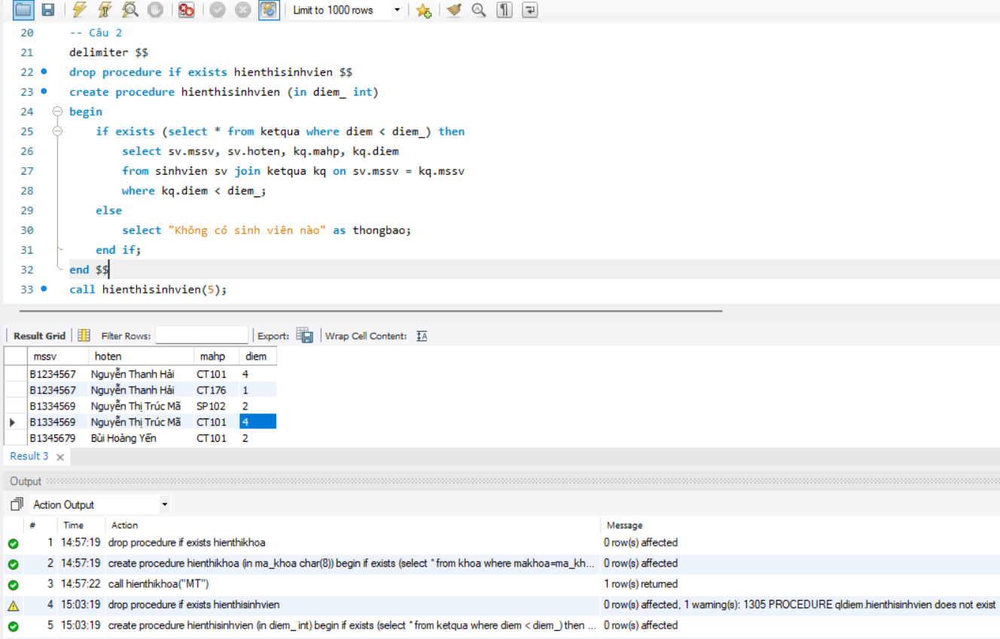 Limit to 1000 rows
20 -- Câu 2
21 delimiter $$
22 drop procedure if exists hienthisinhvien $$
23 create procedure hienthisinhvien (in diem_ int)
24 begin
25 if exists (select * from ketqua where diem < diem_) then
26 select sv.mssv, sv.hoten, kq.mahp, kq.diem
27 from sinhvien sv join ketqua kq on sv.mssv = kq.mssv
28 where kq.diem < diem_;
29 else
30 select "Không có sinh viên nào" as thongbao;
31 end if;
32 end $$
33 call hienthisinhvien(5);
Result Grid Filter Rows: Export: Wrap Cell Content:
mssv hoten mahp diem
B1234567 Nguyễn Thanh Hải CT101 4
B1234567 Nguyễn Thanh Hải CT176 1
B1334569 Nguyễn Thị Trúc Mã SP102 2
B1334569 Nguyễn Thị Trúc Mã CT101 4
B1345679 Bùi Hoàng Yến CT101 2
Result 3
Output
Action Output
# Time Action Message
1 14:57:19 drop procedure if exists hienthikhoa 0 row(s) affected
2 14:57:19 create procedure hienthikhoa (in ma_khoa char(8)) begin if exists (select * from khoa where makhoa=ma_kh... 0 row(s) affected
3 14:57:22 call hienthikhoa("MT") 1 row(s) returned
4 15:03:19 drop procedure if exists hienthisinhvien 0 row(s) affected, 1 warning(s): 1305 PROCEDURE qldiem.hienthisinhvien does not exist
5 15:03:19 create procedure hienthisinhvien (in diem_ int) begin if exists (select * from ketqua where diem < diem_) then ... 0 row(s) affected